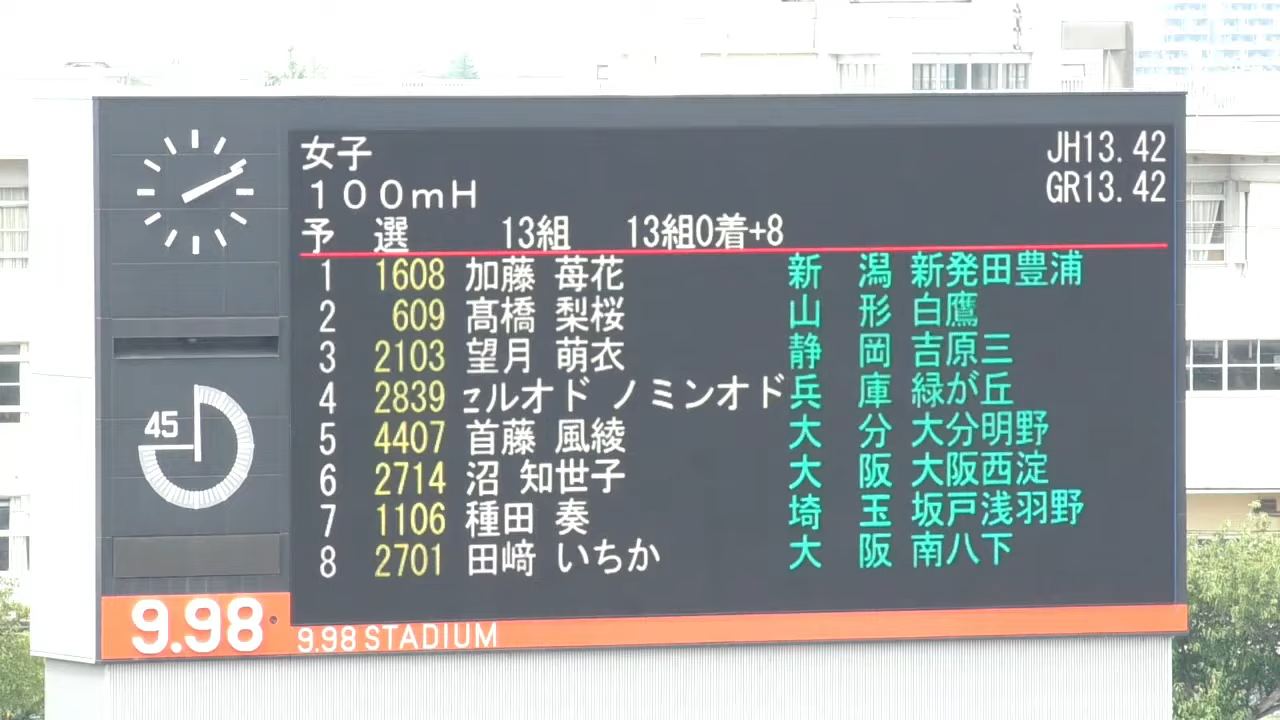 女子
JH13.42
100mH
GR13.42
予 選 13組 13組0着+8
1 1608 加藤 苺花 新 潟 新発田豊浦
2 609 髙橋 梨桜 山 形 白鷹
3 2103 望月 萌衣 静 岡 吉原三
4 2839 ｾルオド ノミンオド 兵 庫 緑が丘
5 4407 首藤 風綾 大 分 大分明野
6 2714 沼 知世子 大 阪 大阪西淀
7 1106 種田 奏 埼 玉 坂戸浅羽野
8 2701 田﨑 いちか 大 阪 南八下
45
9.98
9.98 STADIUM